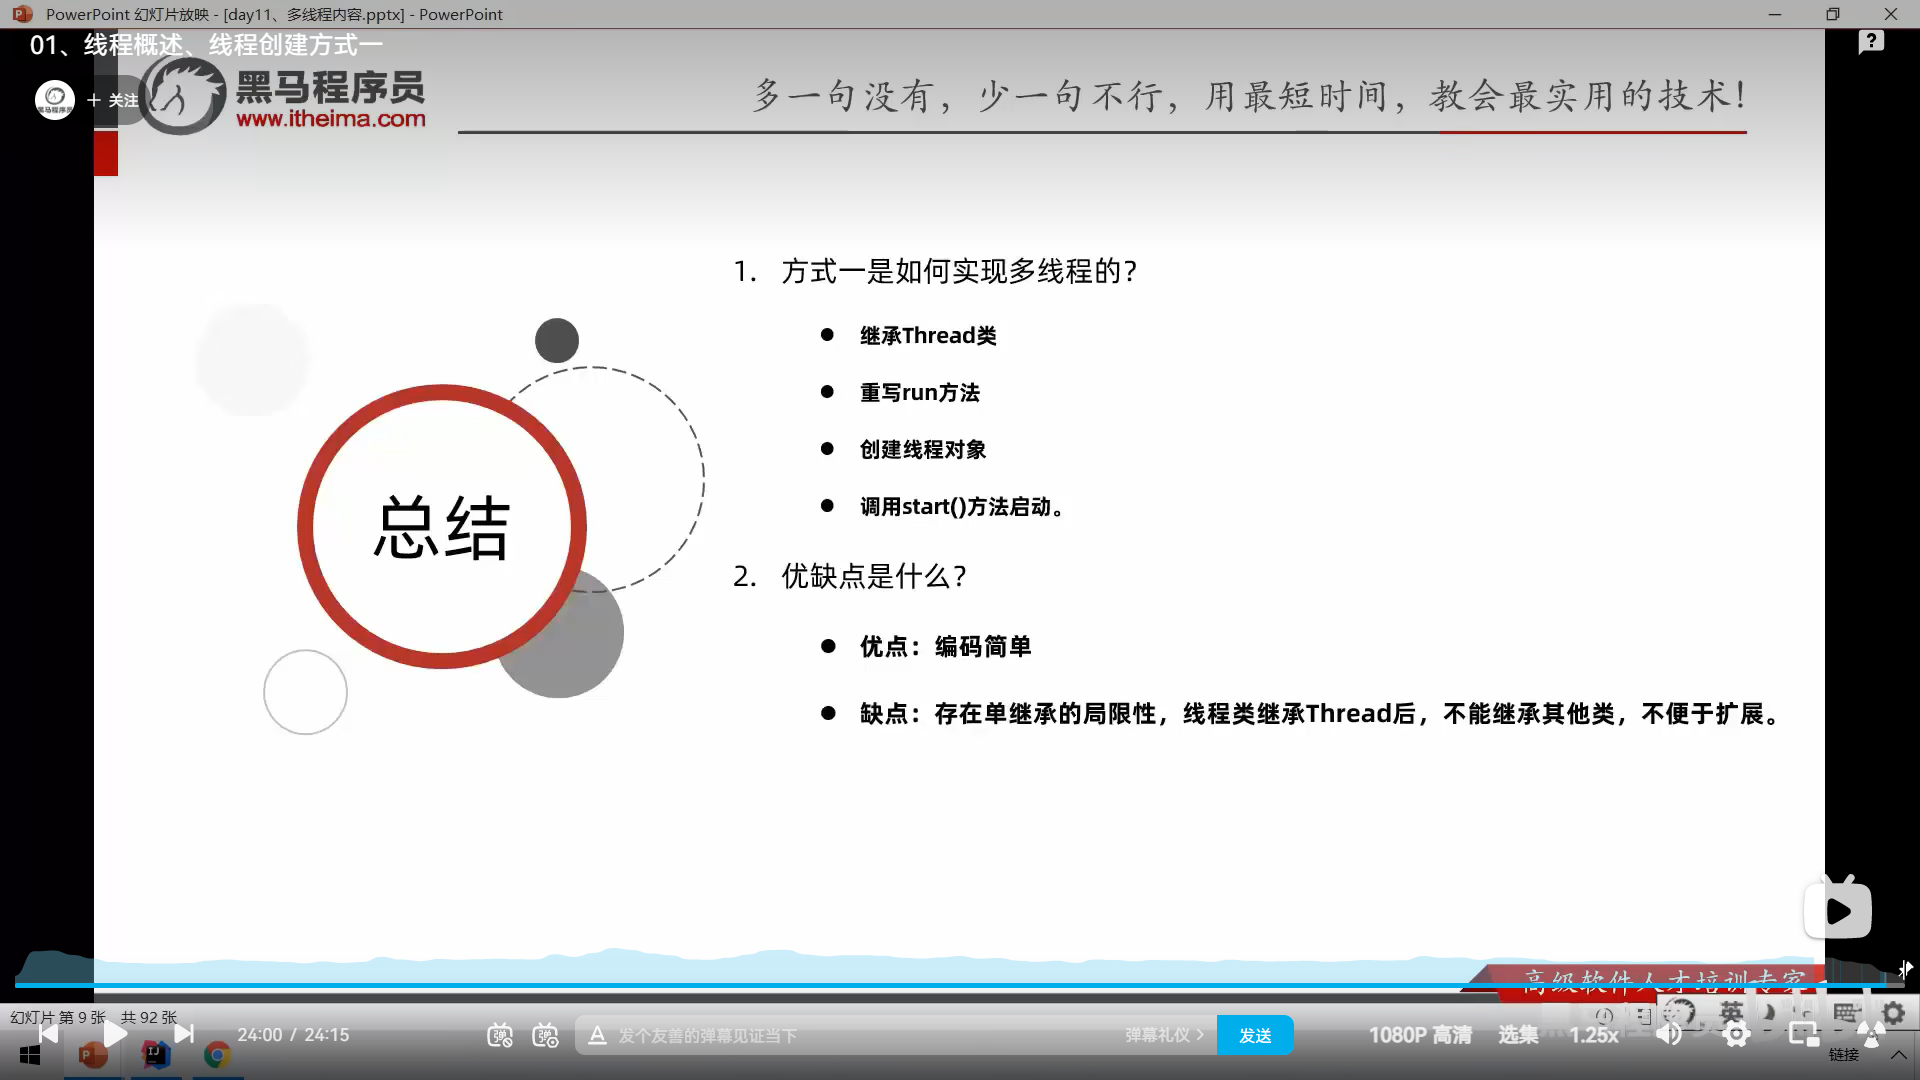 PowerPoint 幻灯片放映 - [day11、多线程内容.pptx] - PowerPoint
01、线程概述、线程创建方式一
+ 关注
黑马程序员
www.itheima.com
多一句没有，少一句不行，用最短时间，教会最实用的技术！
1. 方式一是如何实现多线程的？
● 继承Thread类
● 重写run方法
● 创建线程对象
● 调用start()方法启动。
总结
2. 优缺点是什么？
● 优点：编码简单
● 缺点：存在单继承的局限性，线程类继承Thread后，不能继承其他类，不便于扩展。
高级软件人才培训专家
幻灯片 第 9 张 共 92 张
英
24:00 / 24:15
发个友善的弹幕见证当下
弹幕礼仪 >
发送
1080P 高清
选集
1.25x
链接